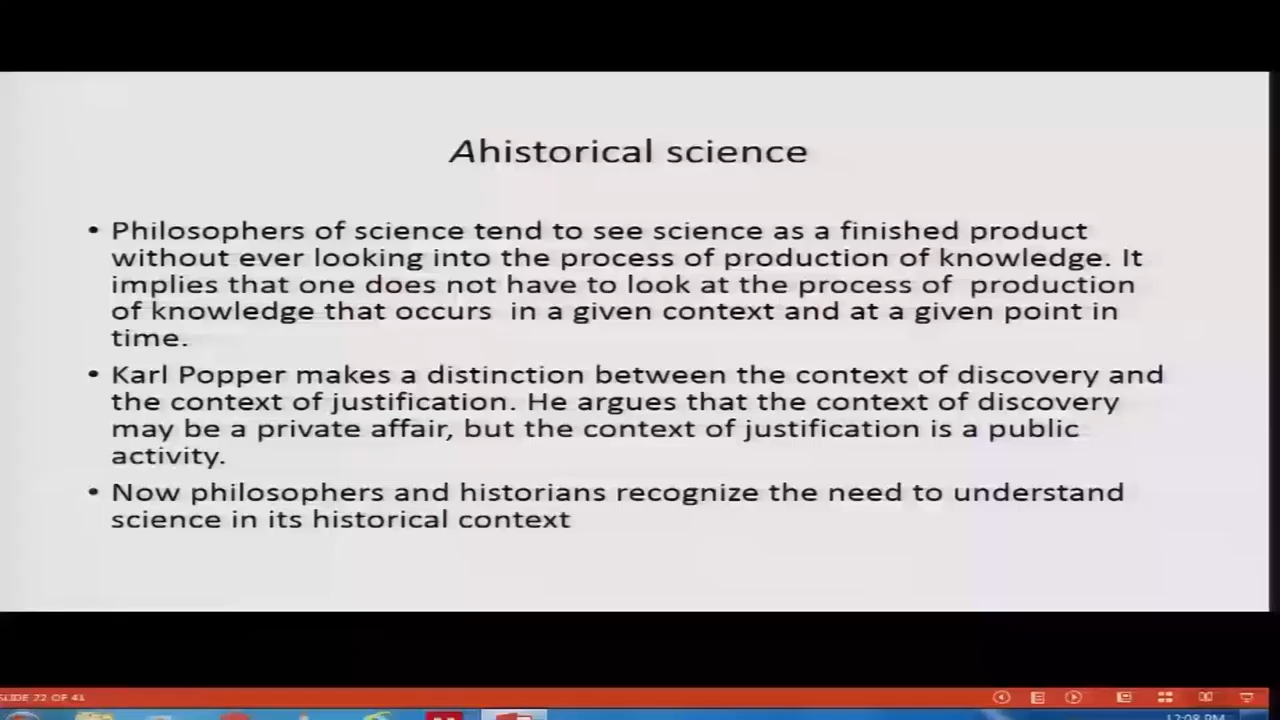 Ahistorical science
• Philosophers of science tend to see science as a finished product
without ever looking into the process of production of knowledge. It
implies that one does not have to look at the process of production
of knowledge that occurs in a given context and at a given point in
time.
• Karl Popper makes a distinction between the context of discovery and
the context of justification. He argues that the context of discovery
may be a private affair, but the context of justification is a public
activity.
• Now philosophers and historians recognize the need to understand
science in its historical context
SLIDE 22 OF 41
12:08 PM